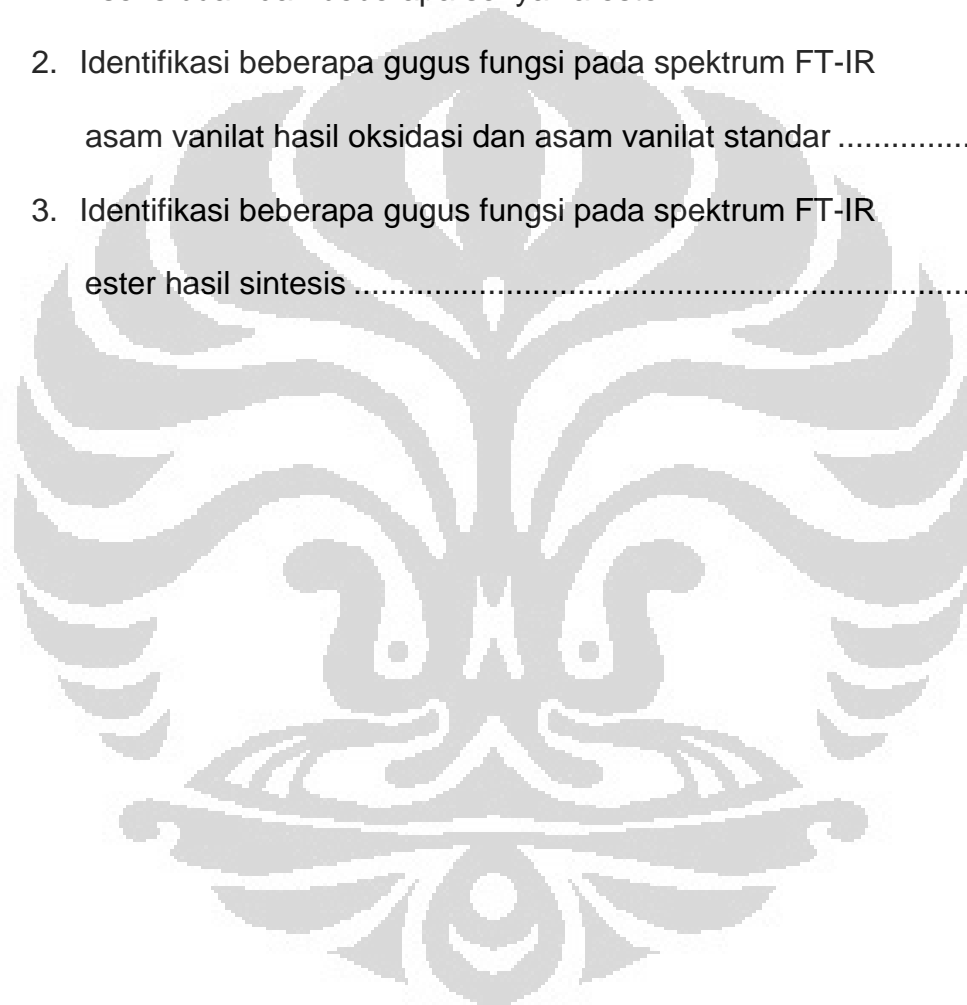 2. Identifikasi beberapa gugus fungsi pada spektrum FT-IR
asam vanilat hasil oksidasi dan asam vanilat standar ...............
3. Identifikasi beberapa gugus fungsi pada spektrum FT-IR
ester hasil sintesis ......................................................................